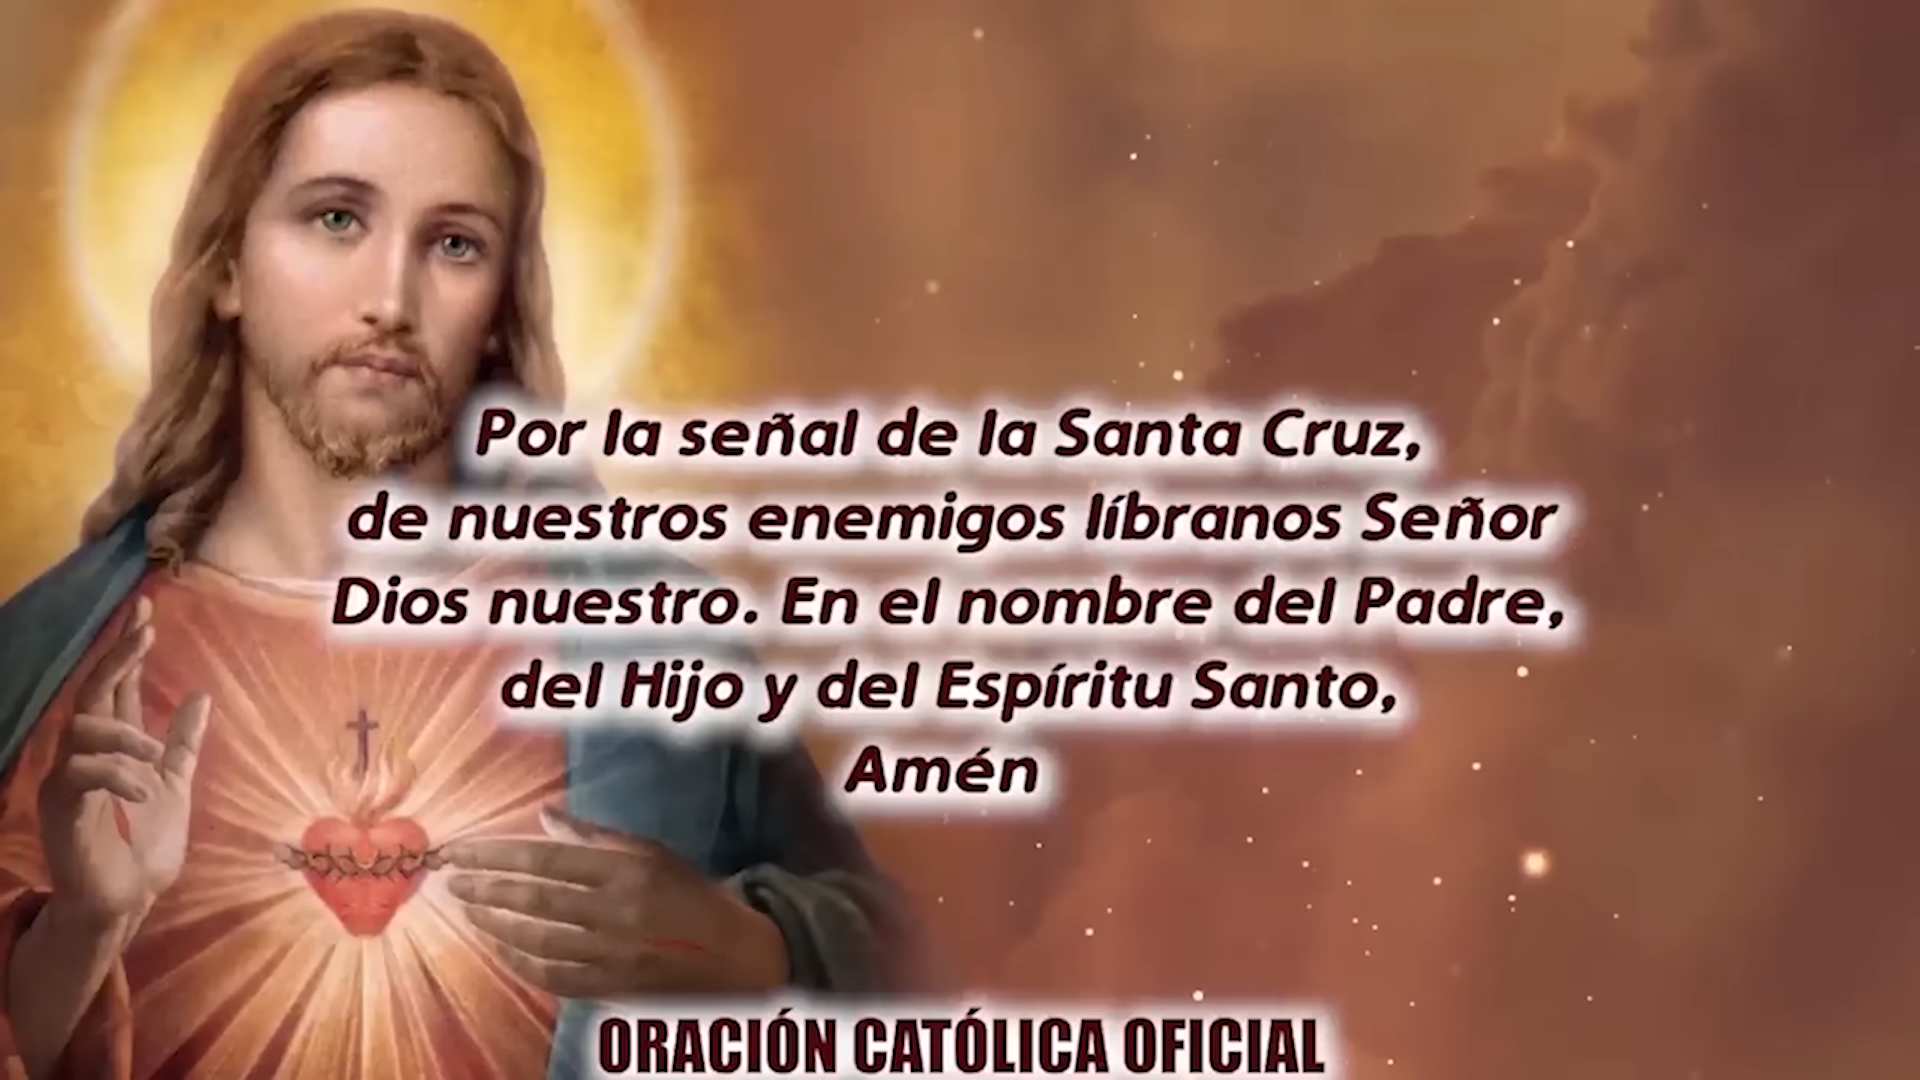 Por la señal de la Santa Cruz,
de nuestros enemigos líbranos Señor
Dios nuestro. En el nombre del Padre,
del Hijo y del Espíritu Santo,
Amén
ORACIÓN CATÓLICA OFICIAL